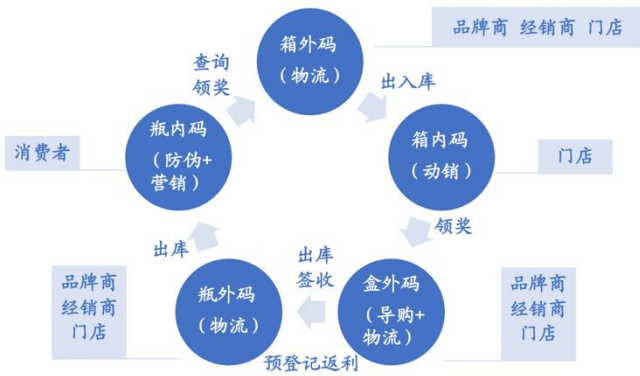 品牌商 经销商 门店
箱外码
（物流）
查询
领奖
出入库
瓶内码
（防伪+
营销）
消费者
箱内码
（动销）
门店
领奖
出库
出库
签收
品牌商
经销商
门店
瓶外码
（物流）
盒外码
（导购+
物流）
品牌商
经销商
门店
预登记返利